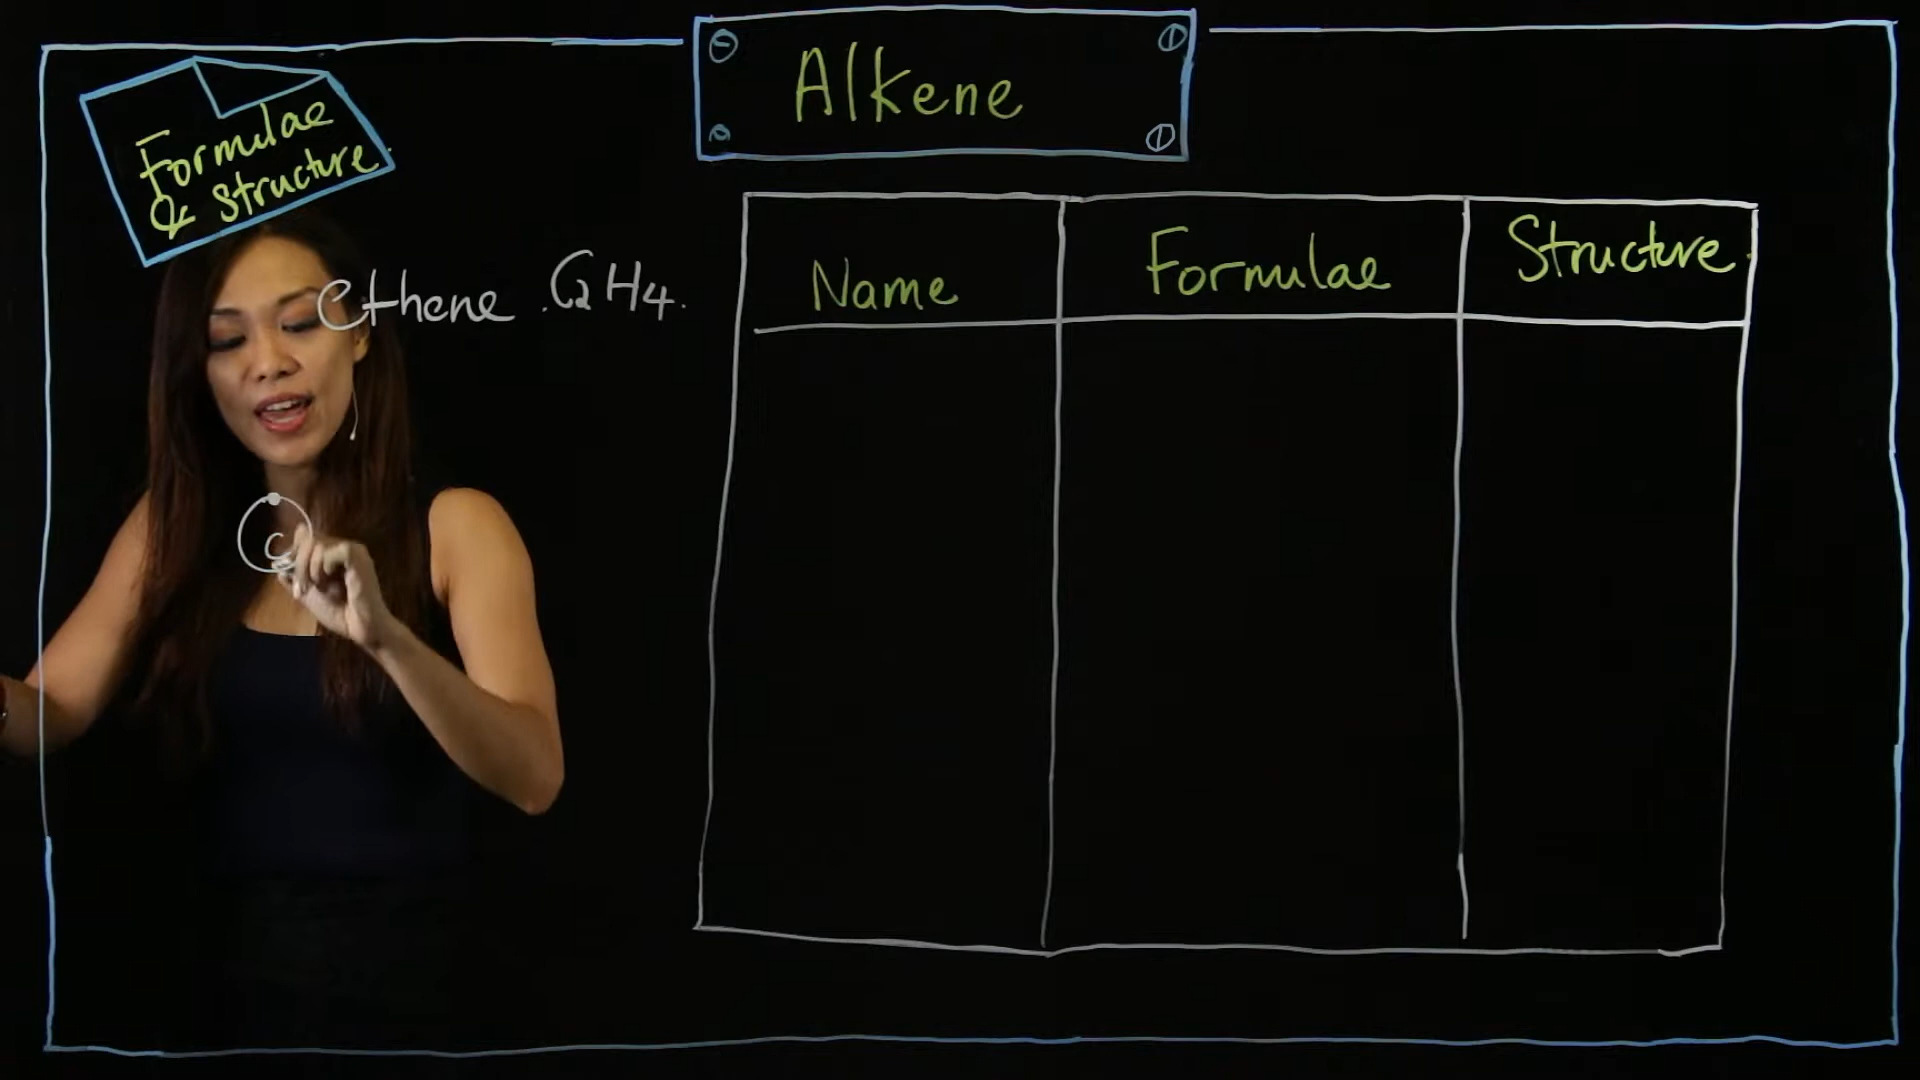 Alkene
Formulae
& Structure.
ethene . C2H4.
Name Formulae Structure.
C